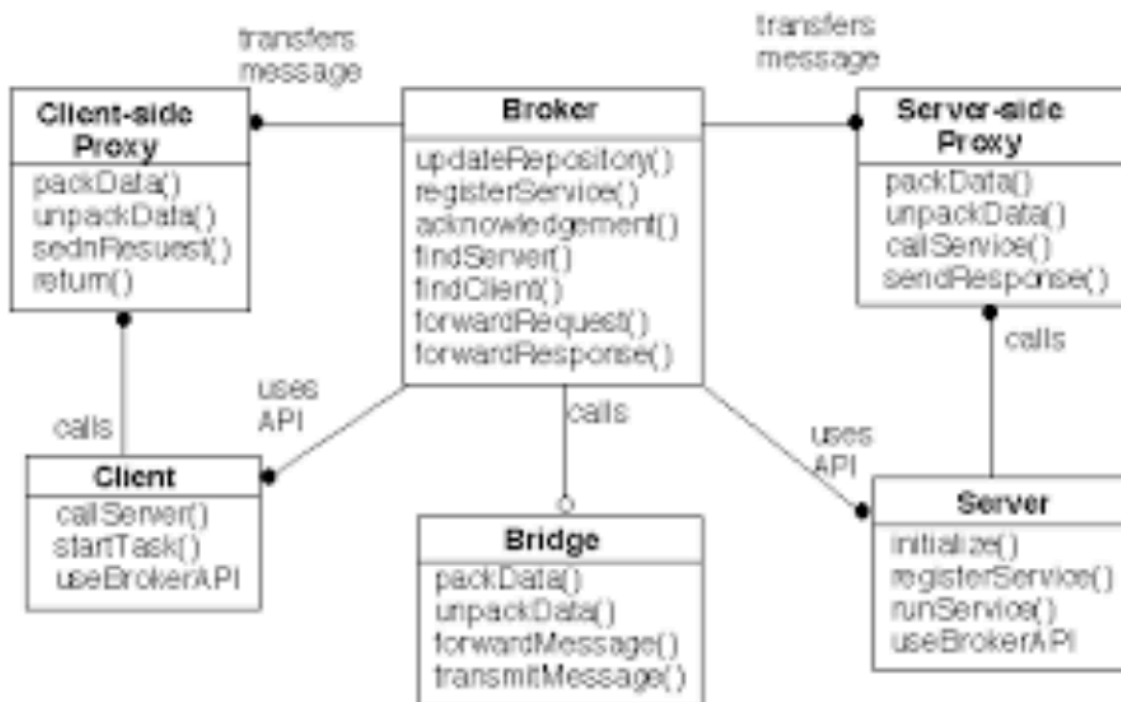 transfers
message
Client-side
Proxy
packData()
unpackData()
sednResuest()
return()
Broker
updateRepository()
registerService()
acknowledgement()
findServer()
findClient()
forwardRequest()
forwardResponse()
transfers
message
Server-side
Proxy
packData()
unpackData()
callService()
sendResponse()
calls
uses
API
calls
uses
API
calls
Client
callServer()
startTask()
useBrokerAPI
Bridge
packData()
unpackData()
forwardMessage()
transmitMessage()
Server
initialize()
registerService()
runService()
useBrokerAPI